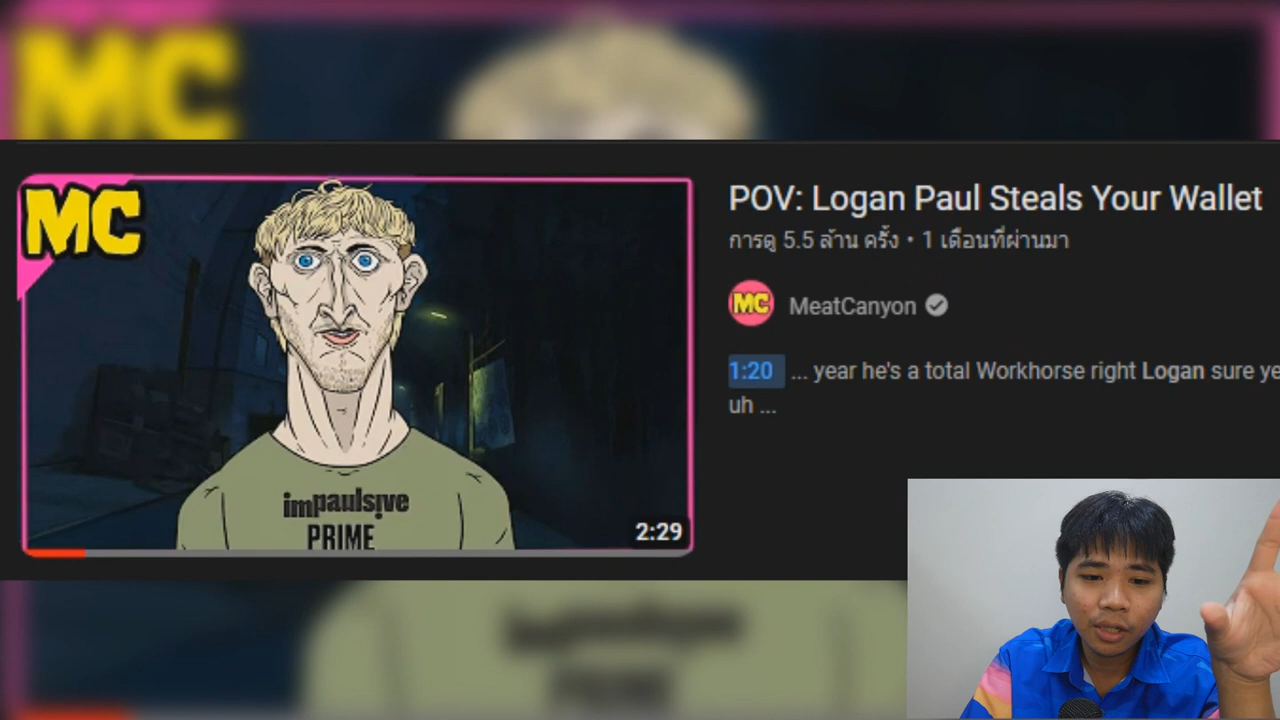 MC
POV: Logan Paul Steals Your Wallet
การดู 5.5 ล้าน ครั้ง • 1 เดือนที่ผ่านมา
MC
MC MeatCanyon
1:20 ... year he's a total Workhorse right Logan sure ye
uh ...
impaulsive
PRIME
2:29